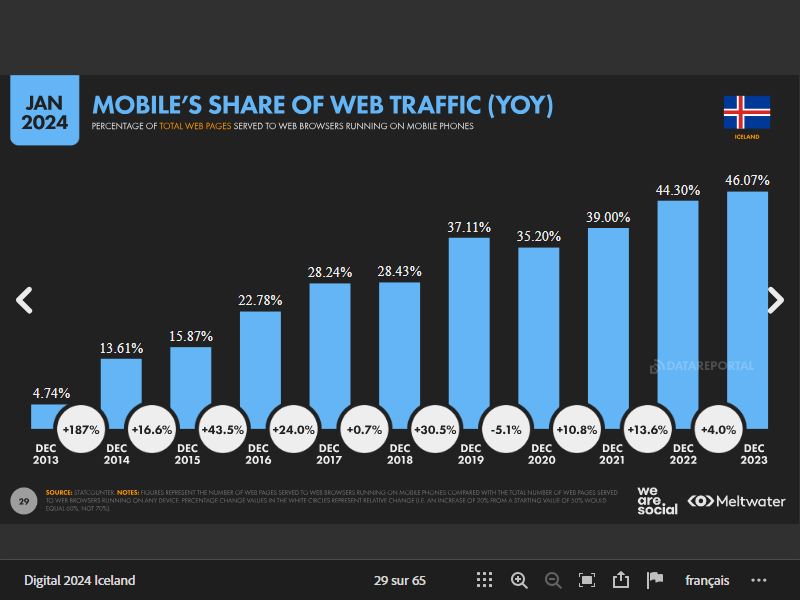 JAN
2024
MOBILE'S SHARE OF WEB TRAFFIC (YOY)
PERCENTAGE OF TOTAL WEB PAGES SERVED TO WEB BROWSERS RUNNING ON MOBILE PHONES
ICELAND
4.74%
13.61%
15.87%
22.78%
28.24%
28.43%
37.11%
35.20%
39.00%
44.30%
46.07%
DATAREPORTAL
+187%
+16.6%
+43.5%
+24.0%
+0.7%
+30.5%
-5.1%
+10.8%
+13.6%
+4.0%
DEC
2013
DEC
2014
DEC
2015
DEC
2016
DEC
2017
DEC
2018
DEC
2019
DEC
2020
DEC
2021
DEC
2022
DEC
2023
29
SOURCE: STATCOUNTER. NOTES: FIGURES REPRESENT THE NUMBER OF WEB PAGES SERVED TO WEB BROWSERS RUNNING ON MOBILE PHONES COMPARED WITH THE TOTAL NUMBER OF WEB PAGES SERVED
TO WEB BROWSERS RUNNING ON ANY DEVICE. PERCENTAGE CHANGE VALUES IN THE WHITE CIRCLES REPRESENT RELATIVE CHANGE (I.E. AN INCREASE OF 20% FROM A STARTING VALUE OF 50% WOULD
EQUAL 60%, NOT 70%).
we
are.
social
Meltwater
Digital 2024 Iceland
29 sur 65
français